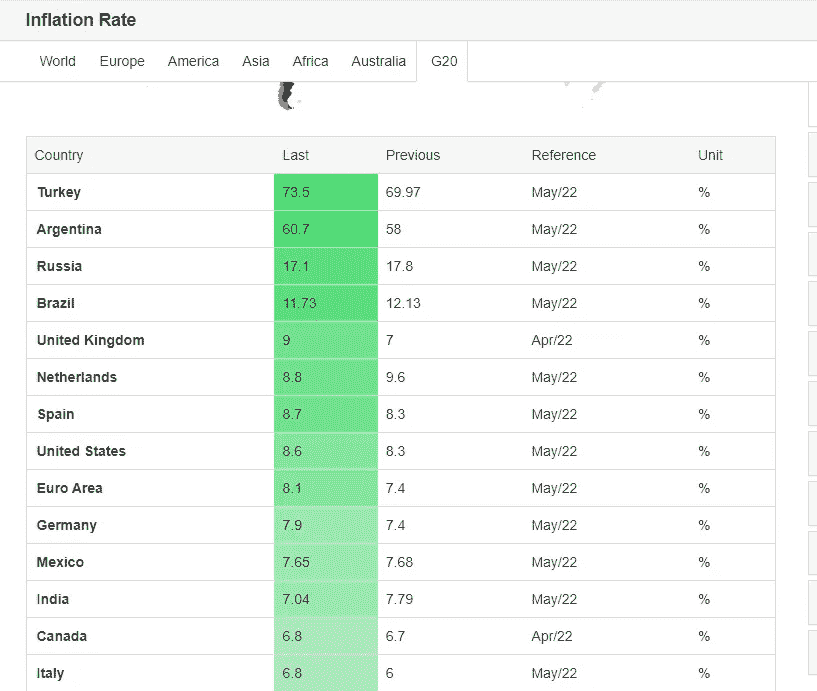 Inflation Rate
World Europe America Asia Africa Australia G20
Country Last Previous Reference Unit
Turkey 73.5 69.97 May/22 %
Argentina 60.7 58 May/22 %
Russia 17.1 17.8 May/22 %
Brazil 11.73 12.13 May/22 %
United Kingdom 9 7 Apr/22 %
Netherlands 8.8 9.6 May/22 %
Spain 8.7 8.3 May/22 %
United States 8.6 8.3 May/22 %
Euro Area 8.1 7.4 May/22 %
Germany 7.9 7.4 May/22 %
Mexico 7.65 7.68 May/22 %
India 7.04 7.79 May/22 %
Canada 6.8 6.7 Apr/22 %
Italy 6.8 6 May/22 %